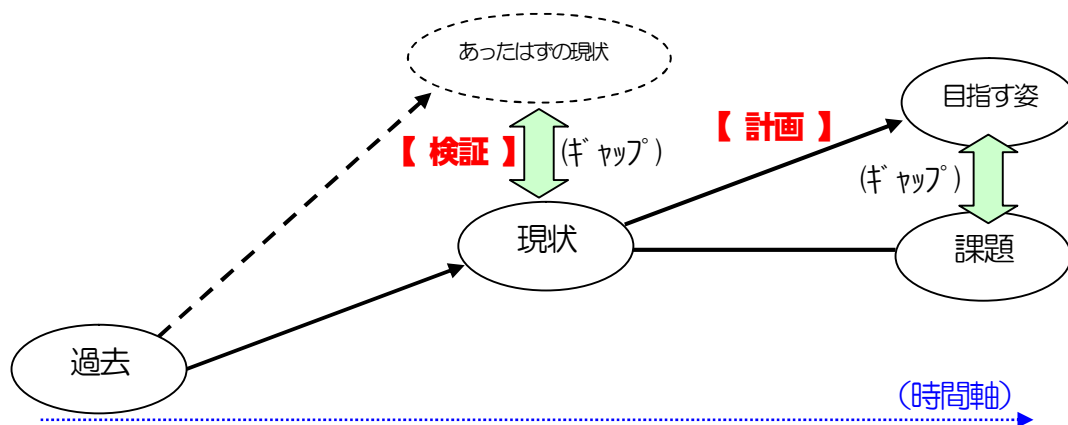 あったはずの現状
目指す姿
【 検証 】
(ｷﾞｬｯﾌﾟ)
【 計画 】
(ｷﾞｬｯﾌﾟ)
現状
課題
過去
(時間軸)